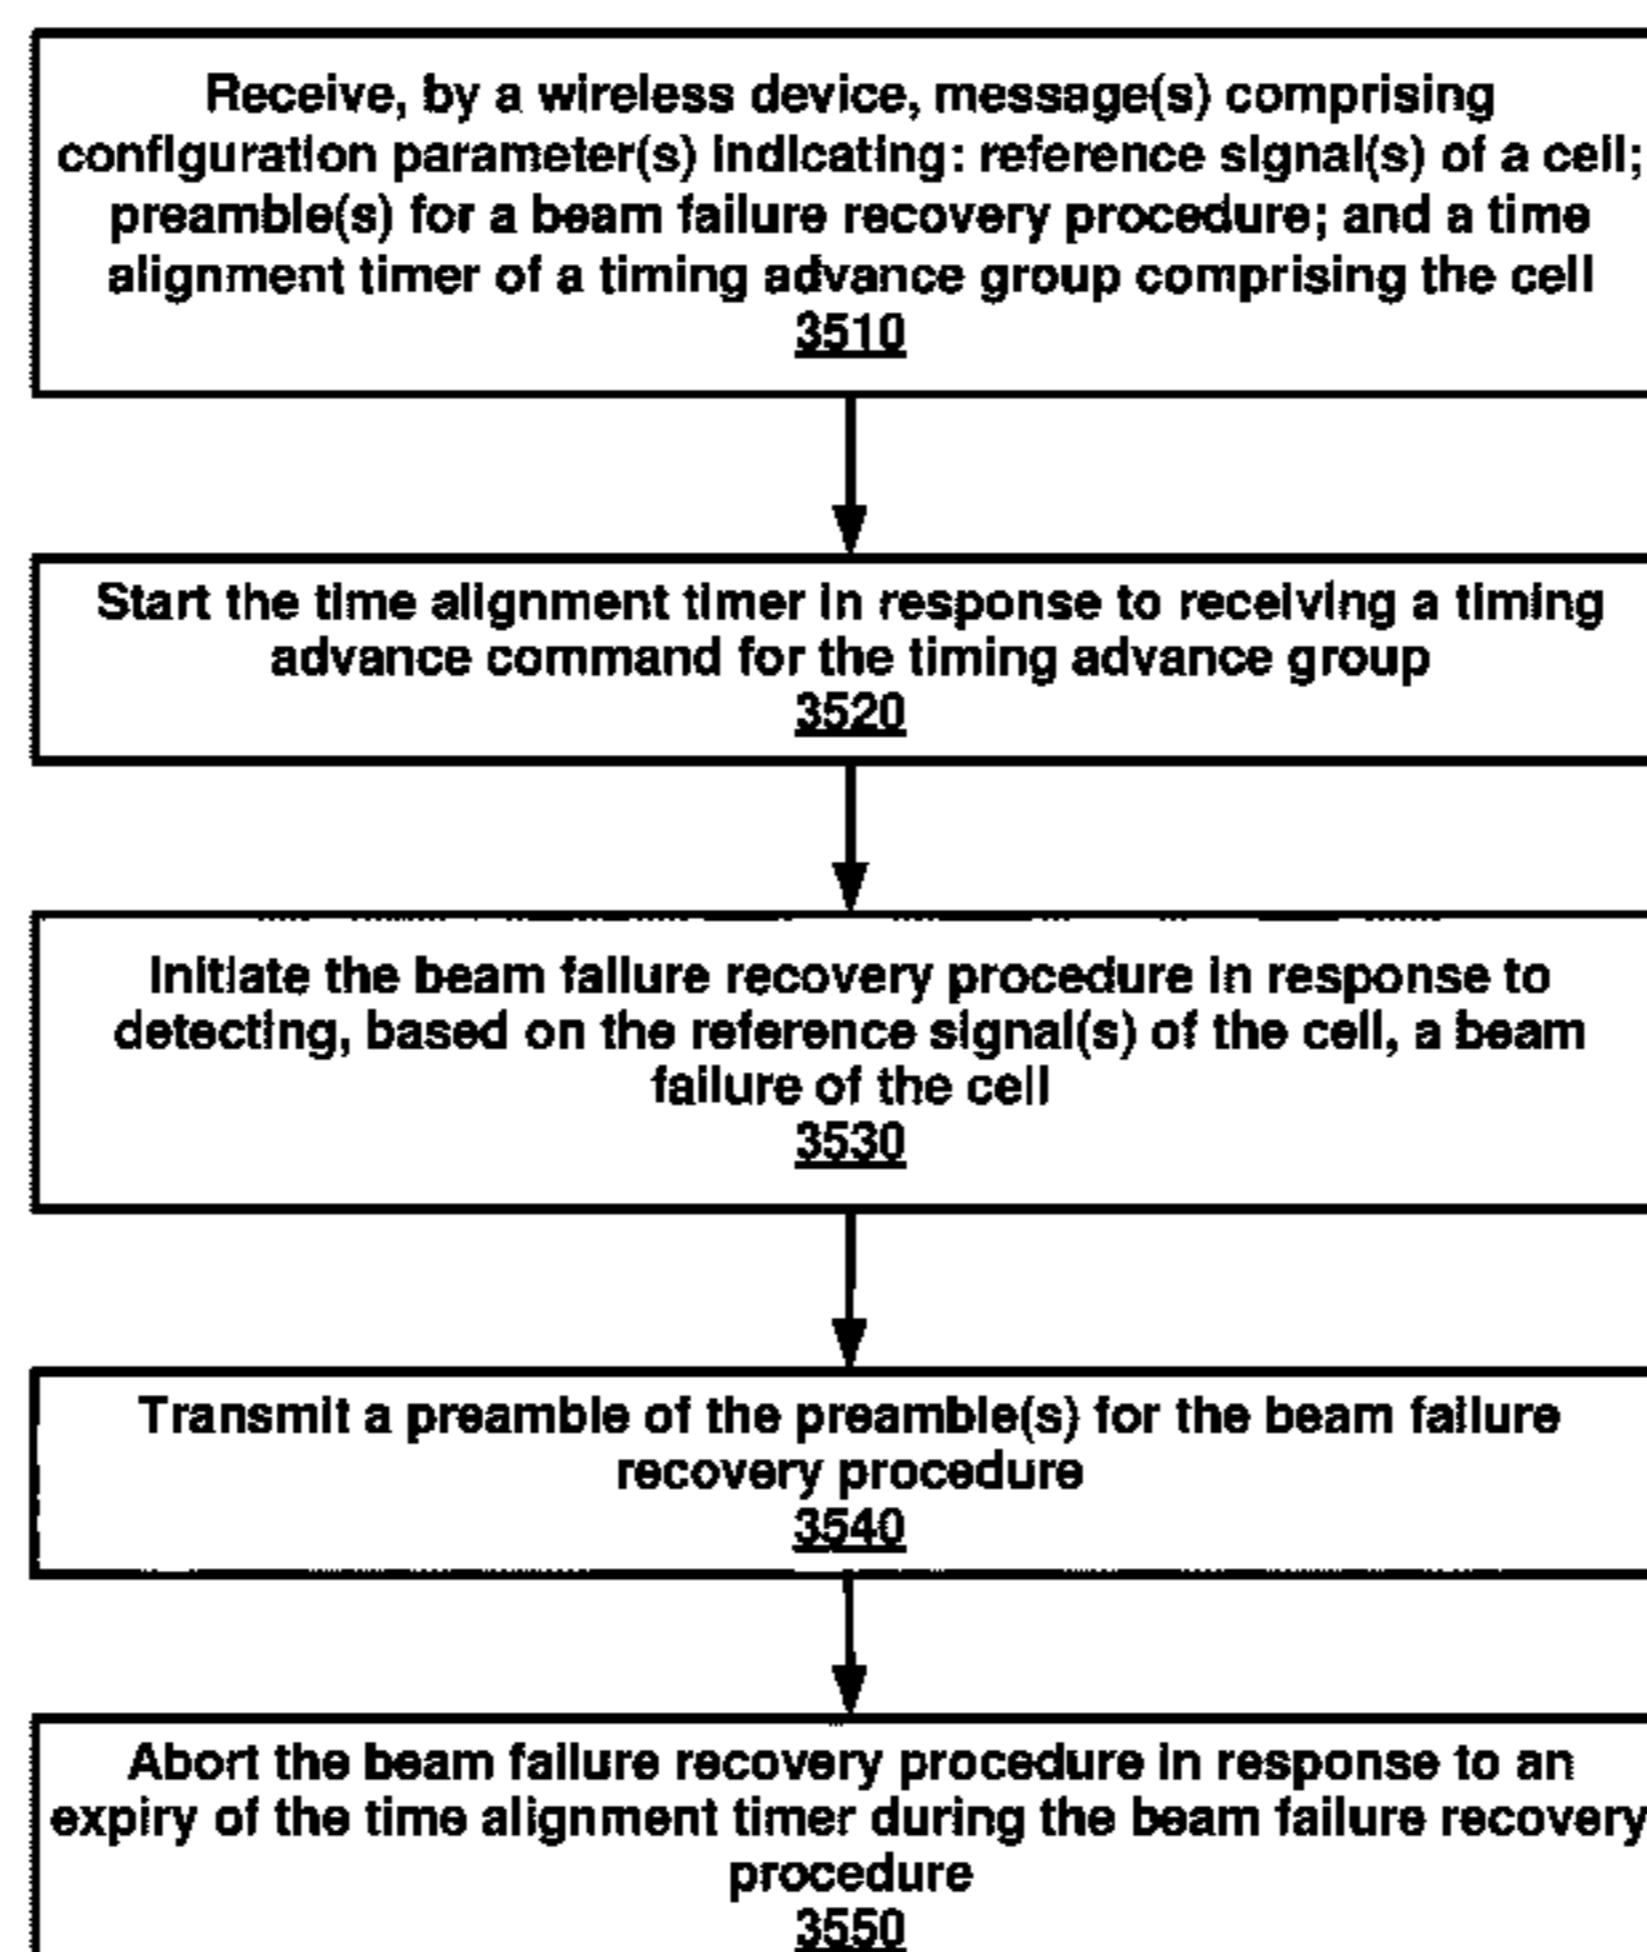 Receive, by a wireless device, message(s) comprising
configuration parameter(s) indicating: reference signal(s) of a cell;
preamble(s) for a beam failure recovery procedure; and a time
alignment timer of a timing advance group comprising the cell
3510
Start the time alignment timer in response to receiving a timing
advance command for the timing advance group
3520
Initiate the beam failure recovery procedure in response to
detecting, based on the reference signal(s) of the cell, a beam
failure of the cell
3530
Transmit a preamble of the preamble(s) for the beam failure
recovery procedure
3540
Abort the beam failure recovery procedure in response to an
expiry of the time alignment timer during the beam failure recovery
procedure
3550